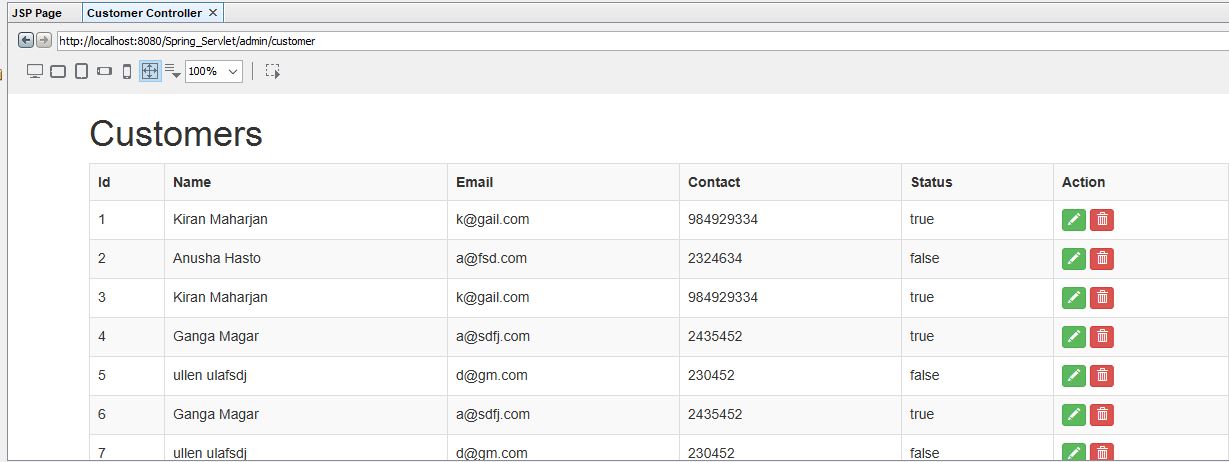 JSP Page Customer Controller
http://localhost:8080/Spring_Servlet/admin/customer
100%
Customers
Id Name Email Contact Status Action
1 Kiran Maharjan k@gail.com 984929334 true
2 Anusha Hasto a@fsd.com 2324634 false
3 Kiran Maharjan k@gail.com 984929334 true
4 Ganga Magar a@sdfj.com 2435452 true
5 ullen ulafsdj d@gm.com 230452 false
6 Ganga Magar a@sdfj.com 2435452 true
7 ullen ulafsdj d@gm.com 230452 false